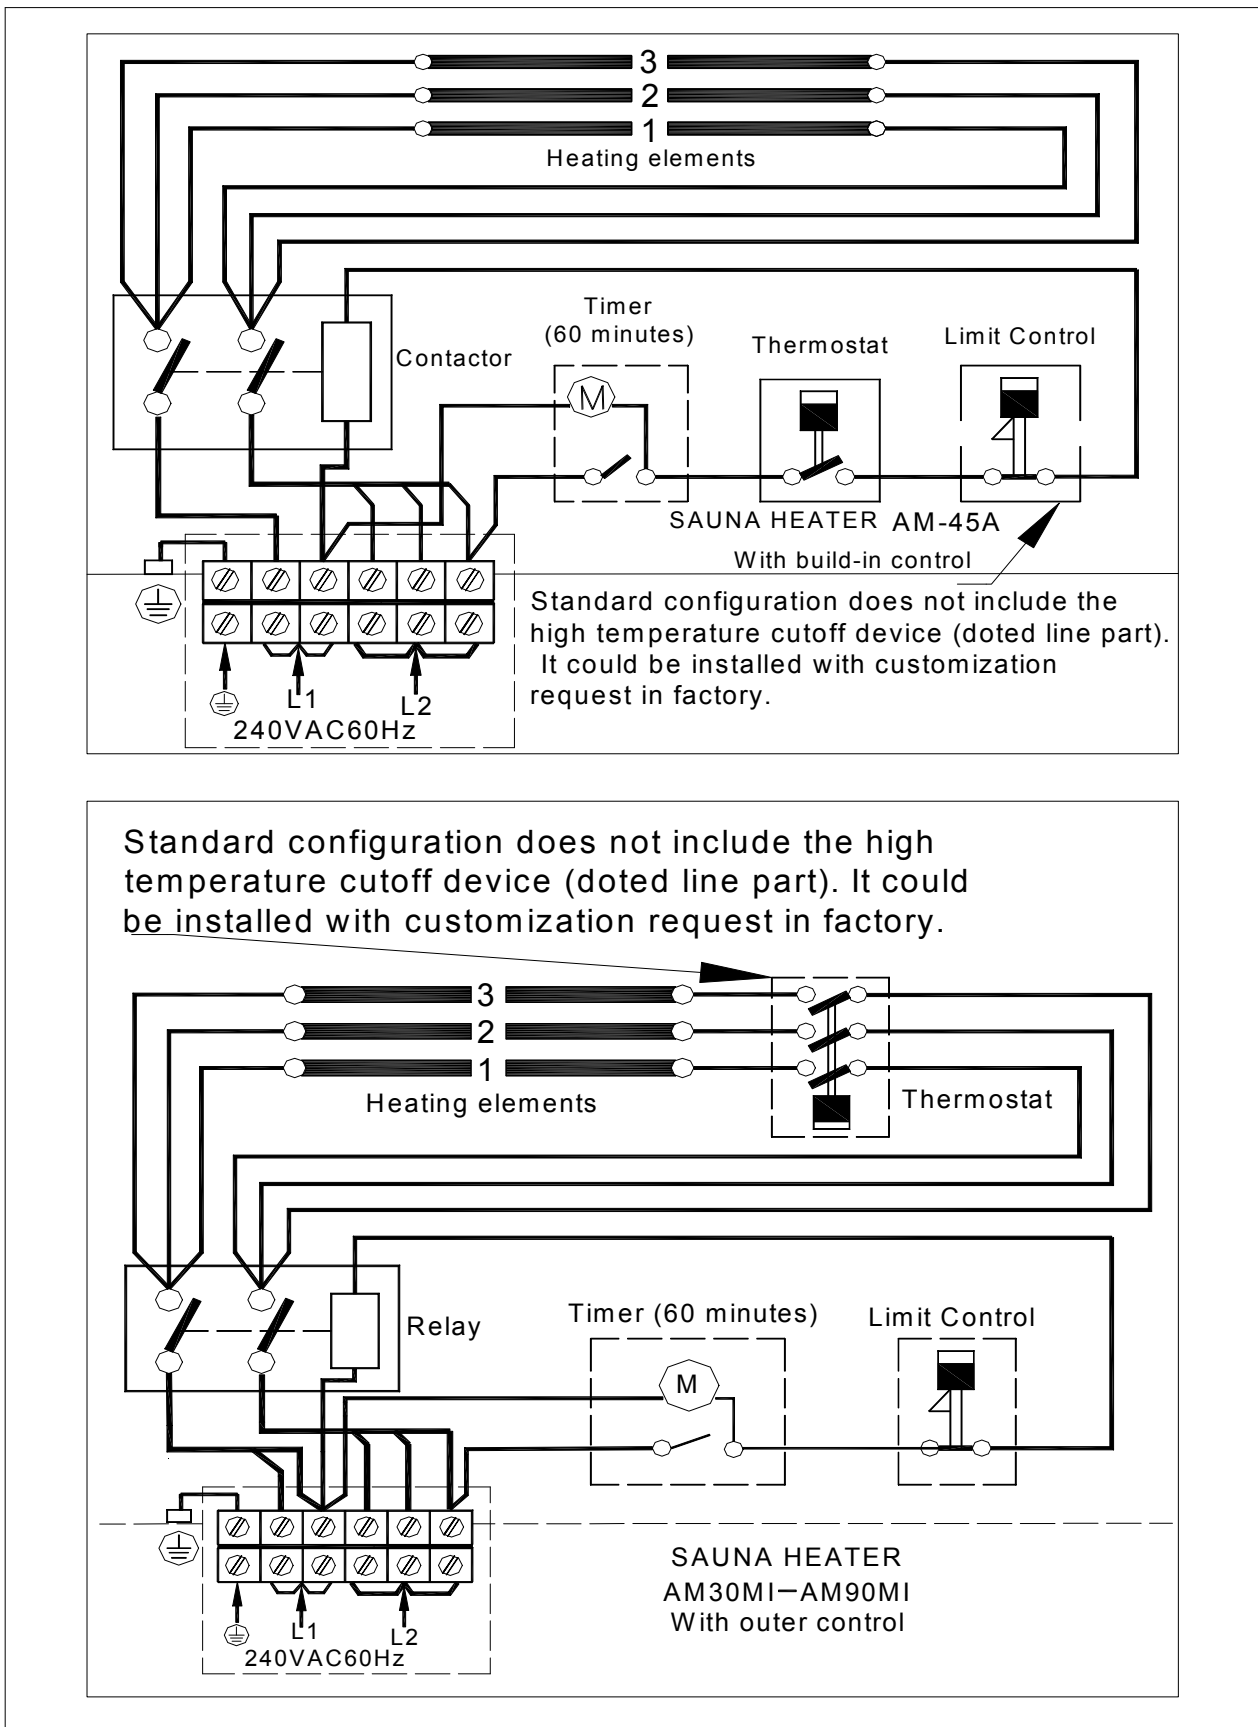 3
2
1
Heating elements
Timer
(60 minutes)
Thermostat
Limit Control
Contactor
M
SAUNA HEATER AM-45A
With build-in control
Standard configuration does not include the
high temperature cutoff device (doted line part).
It could be installed with customization
request in factory.
L1
L2
240VAC60Hz
Standard configuration does not include the high
temperature cutoff device (doted line part). It could
be installed with customization request in factory.
3
2
1
Heating elements
Thermostat
Relay
Timer (60 minutes)
Limit Control
M
SAUNA HEATER
AM30MI—AM90MI
With outer control
L1
L2
240VAC60Hz